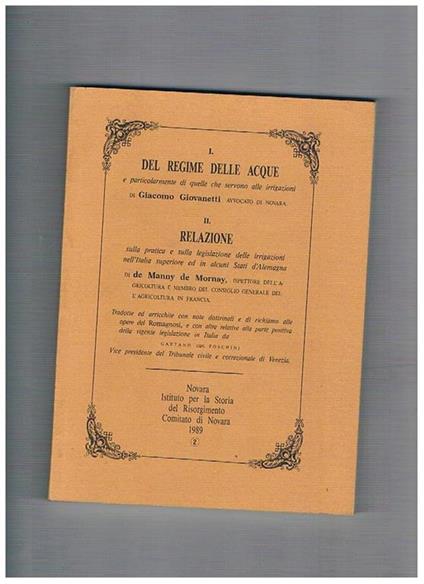 I.
DEL REGIME DELLE ACQUE
e particolarmente di quelle che servono alle irrigazioni
DI Giacomo Giovanetti AVVOCATO DI NOVARA.
II.
RELAZIONE
sulla pratica e sulla legislazione delle irrigazioni
nell'Italia superiore ed in alcuni Stati d'Alemagna
DI de Manny de Mornay, ISPETTORE DELL'A-
GRICOLTURA E MEMBRO DEL CONSIGLIO GENERALE DEL-
L'AGRICOLTURA IN FRANCIA.
Tradotte ed arricchite con note dottrinali e di richiamo alle
opere del Romagnosi, e con altre relative alla parte positiva
della vigente legislazione in Italia da
GAETANO FOSCHINI
Vice presidente del Tribunale civile e correzionale di Venezia.
Novara
Istituto per la Storia
del Risorgimento
Comitato di Novara
1989
2